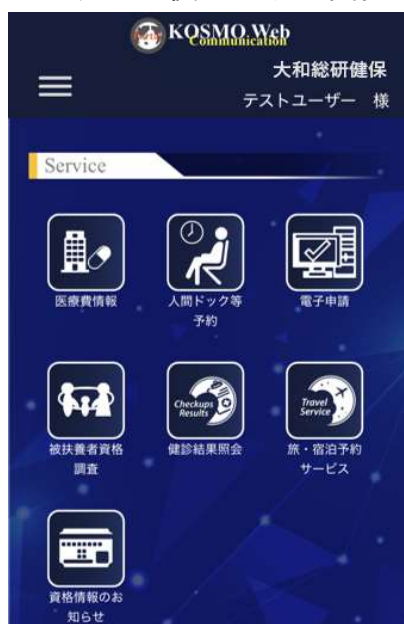 KOSMO Web
Communication
大和総研健保
テストユーザー 様
Service
医療費情報
人間ドック等
予約
電子申請
Checkups
Results
Travel
Service
被扶養者資格
調査
健診結果照会
旅・宿泊予約
サービス
資格情報のお
知らせ